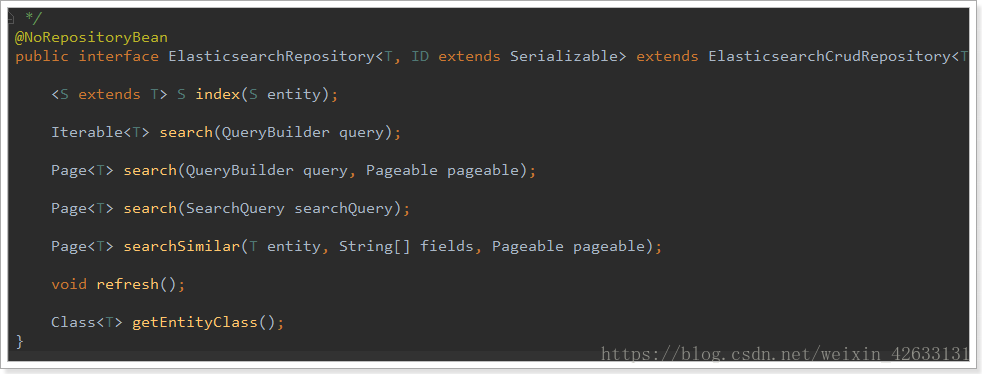 */
@NoRepositoryBean
public interface ElasticsearchRepository<T, ID extends Serializable> extends ElasticsearchCrudRepository<T
<S extends T> S index(S entity);
Iterable<T> search(QueryBuilder query);
Page<T> search(QueryBuilder query, Pageable pageable);
Page<T> search(SearchQuery searchQuery);
Page<T> searchSimilar(T entity, String[] fields, Pageable pageable);
void refresh();
Class<T> getEntityClass();
}
https://blog.csdn.net/weixin_42633131